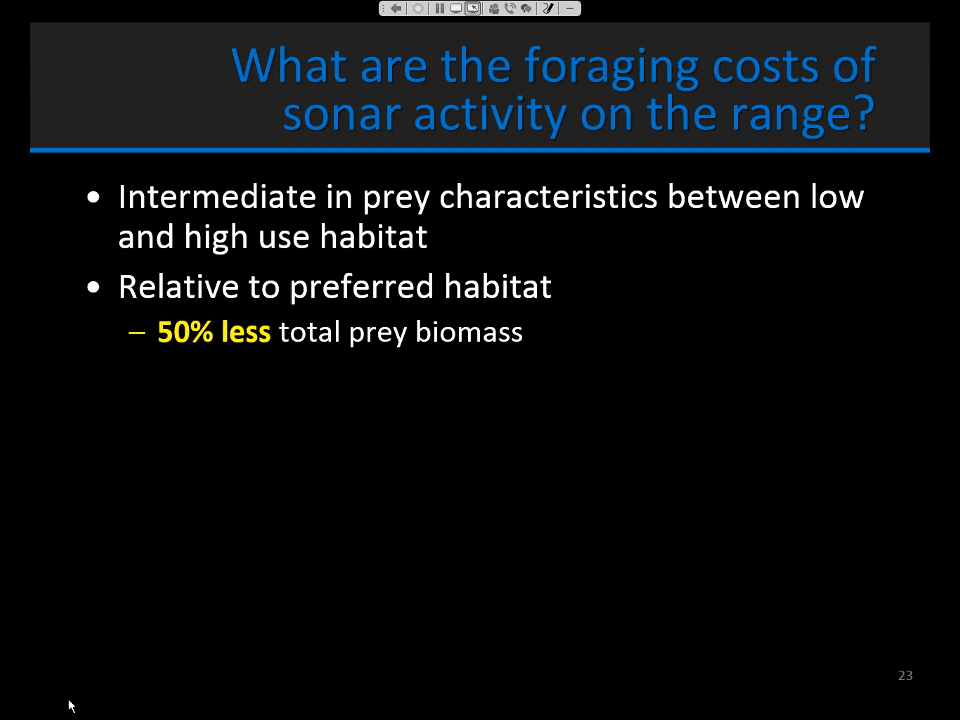 What are the foraging costs of
sonar activity on the range?
• Intermediate in prey characteristics between low
and high use habitat
• Relative to preferred habitat
– 50% less total prey biomass
23